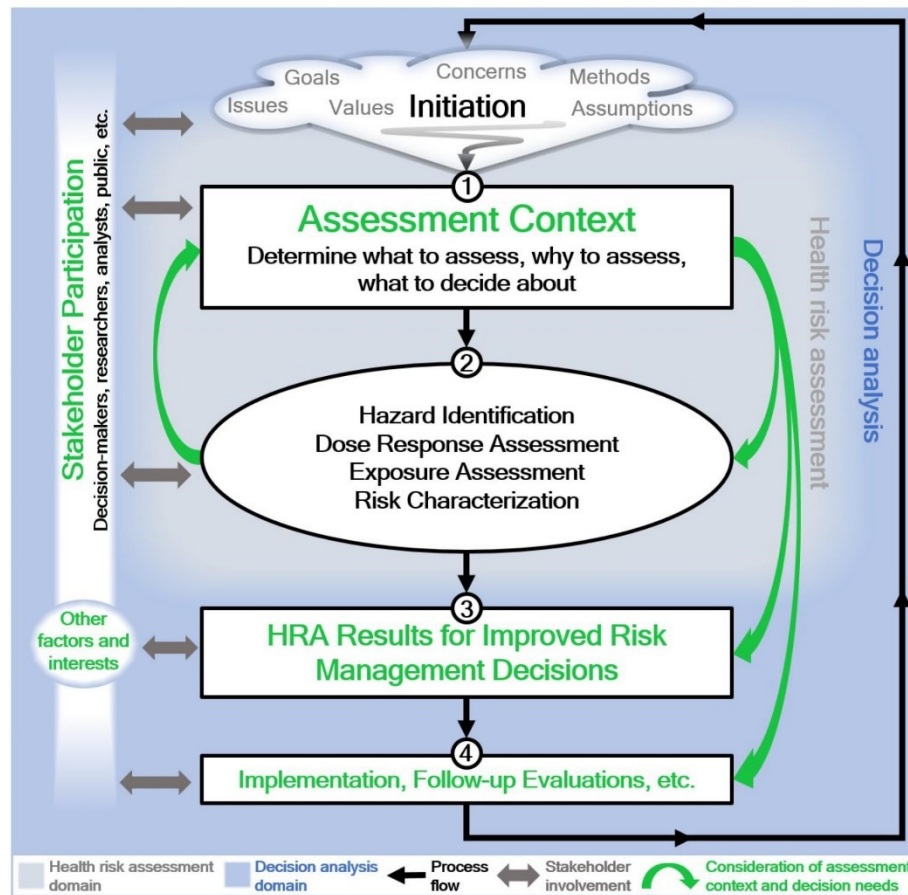 Goals
Concerns
Methods
Issues
Values
Initiation
Assumptions
Stakeholder Participation
Decision-makers, researchers, analysts, public, etc.
1
Assessment Context
Determine what to assess, why to assess,
what to decide about
2
Hazard Identification
Dose Response Assessment
Exposure Assessment
Risk Characterization
Health risk assessment
Decision analysis
Other
factors and
interests
3
HRA Results for Improved Risk
Management Decisions
4
Implementation, Follow-up Evaluations, etc.
Health risk assessment
domain
Decision analysis
domain
Process
flow
Stakeholder
involvement
Consideration of assessment
context and decision needs